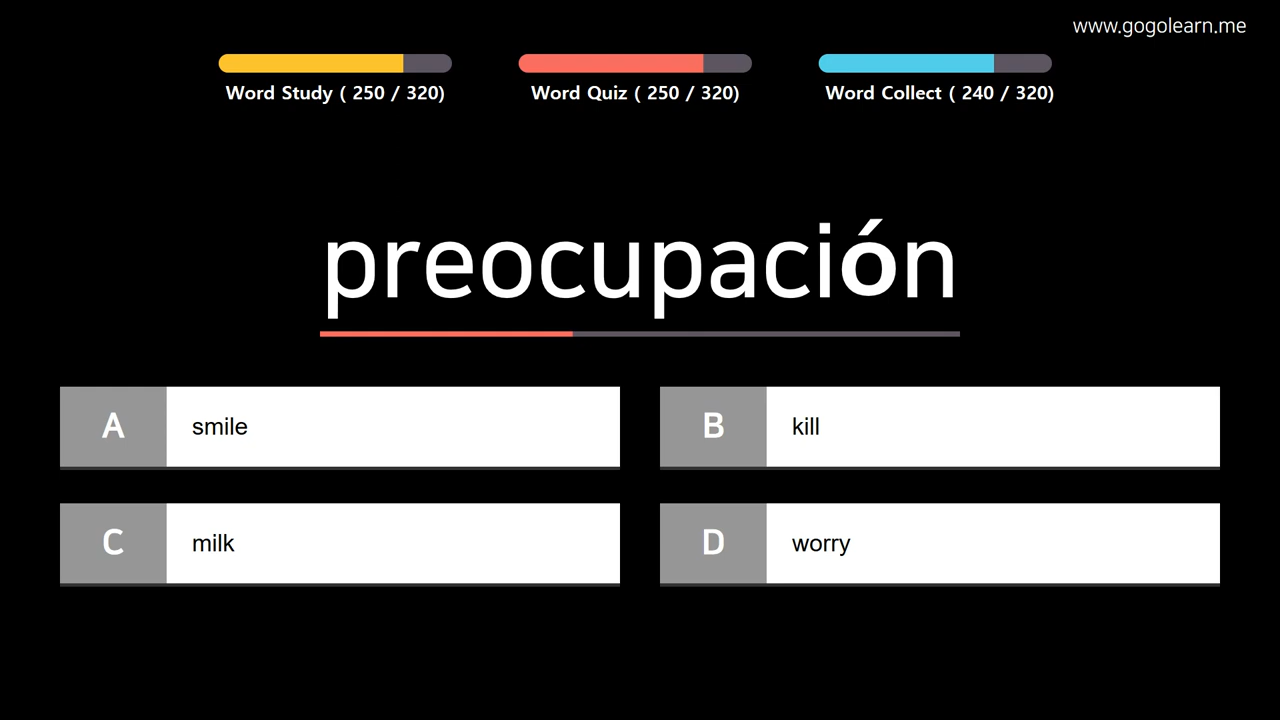 www.gogolearn.me
Word Study ( 250 / 320)
Word Quiz ( 250 / 320)
Word Collect ( 240 / 320)
preocupación
A smile
B kill
C milk
D worry